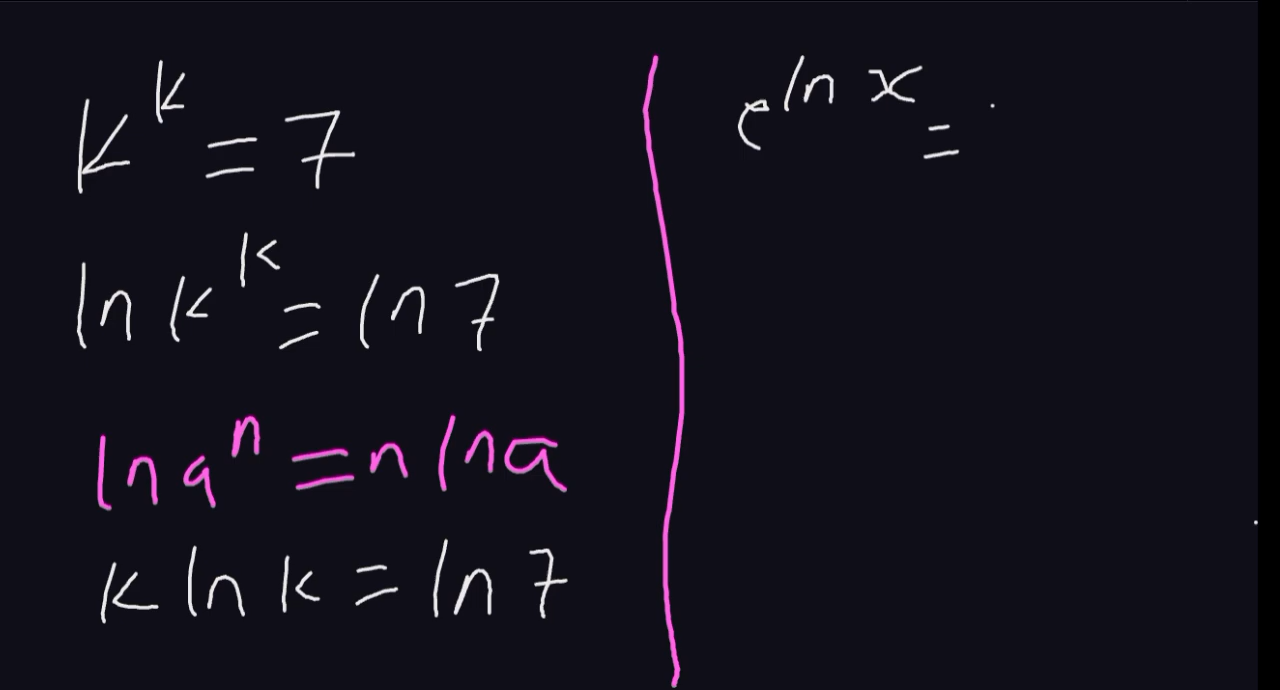 K^k = 7
ln k^k = ln 7
ln a^n = n ln a
k ln k = ln 7
e^ln x =